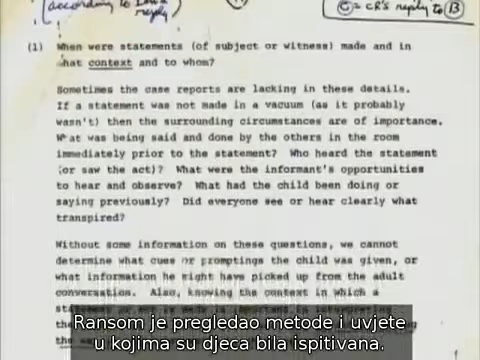 according to
reply
= CR's reply to B
(1) When were statements (of subject or witness) made and in
what context and to whom?
Sometimes the case reports are lacking in these details.
If a statement was not made in a vacuum (as it probably
wasn't) then the surrounding circumstances are of importance.
What was being said and done by the others in the room
immediately prior to the statement? Who heard the statement
(or saw the act)? What were the informant's opportunities
to hear and observe? What had the child been doing or
saying previously? Did everyone see or hear clearly what
transpired?
Without some information on these questions, we cannot
determine what cues or promptings the child was given, or
what information he might have picked up from the adult
conversation. Also, knowing the context in which a
Ransom je pregledao metode i uvjete
u kojima su djeca bila ispitivana.